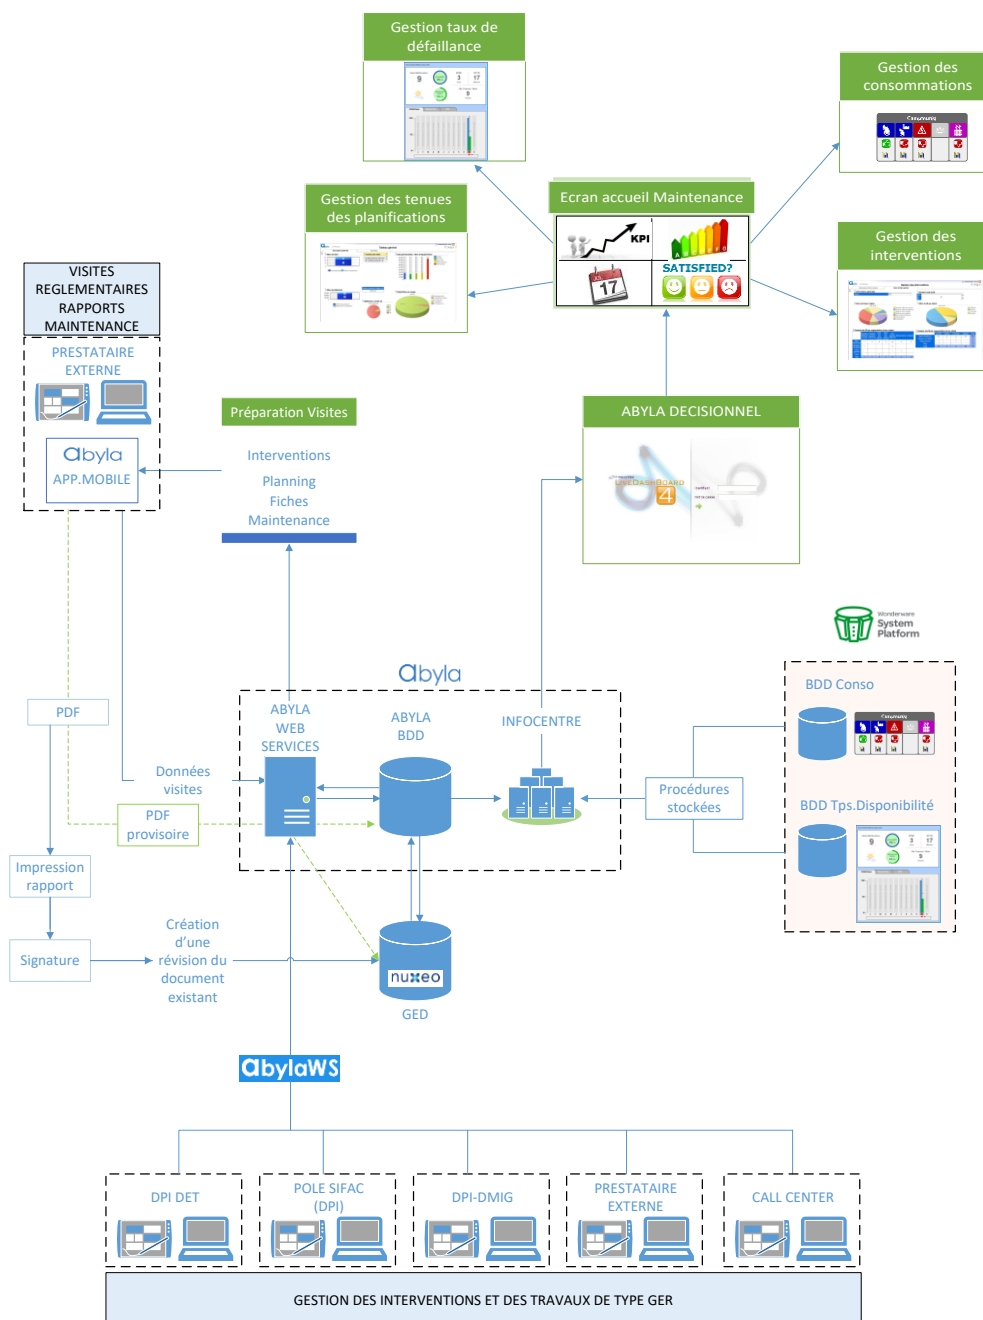 Gestion taux de
défaillance
Gestion des
consommations
Consommable
Gestion des tenues
des planifications
Ecran accueil Maintenance
KPI
17
SATISFIED?
Gestion des
interventions
VISITES
REGLEMENTAIRES
RAPPORTS
MAINTENANCE
PRESTATAIRE
EXTERNE
abyla
APP.MOBILE
Préparation Visites
Interventions
Planning
Fiches
Maintenance
ABYLA DECISIONNEL
LIVEDASHBOARD
4
Wonderware
System
Platform
abyla
ABYLA
WEB
SERVICES
ABYLA
BDD
INFOCENTRE
BDD Conso
PDF
Données
visites
PDF
provisoire
Procédures
stockées
BDD Tps.Disponibilité
Impression
rapport
Signature
Création
d’une
révision du
document
existant
nuxeo
GED
abylaWS
DPI DET
POLE SIFAC
(DPI)
DPI-DMIG
PRESTATAIRE
EXTERNE
CALL CENTER
GESTION DES INTERVENTIONS ET DES TRAVAUX DE TYPE GER